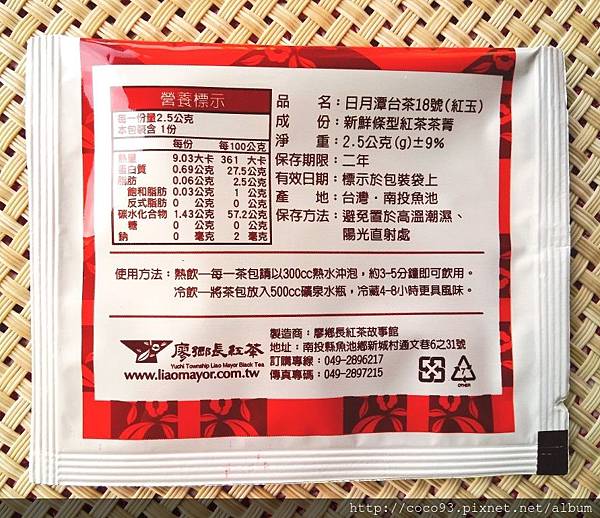 營養標示
每一份量2.5公克
本包裝含 1份
每份 每100公克
熱量 9.03大卡 361 大卡
蛋白質 0.69公克 27.5公克
脂肪 0.06公克 2.5公克
飽和脂肪 0.03公克 1 公克
反式脂肪 0 公克 0 公克
碳水化合物 1.43公克 57.2公克
糖 0 公克 0 公克
鈉 0 毫克 2 毫克
品 名：日月潭台茶18號(紅玉)
成 份：新鮮條型紅茶茶菁
淨 重：2.5公克(g)±9%
保存期限：二年
有效日期：標示於包裝袋上
產 地：台灣·南投魚池
保存方法：避免置於高溫潮濕、
陽光直射處
使用方法：熱飲一每一茶包請以300cc熱水沖泡，約3-5分鐘即可飲用。
冷飲一將茶包放入500cc礦泉水瓶，冷藏4-8小時更具風味。
廖鄉長紅茶
Yuchi Township Liao Mayor Black Tea
www.liaomayor.com.tw
製造商：廖鄉長紅茶故事館
地址：南投縣魚池鄉新城村通文巷6之31號
訂購專線：049-2896217
傳真專碼：049-2897215
OTHER
http://coco93.pixnet.net/album